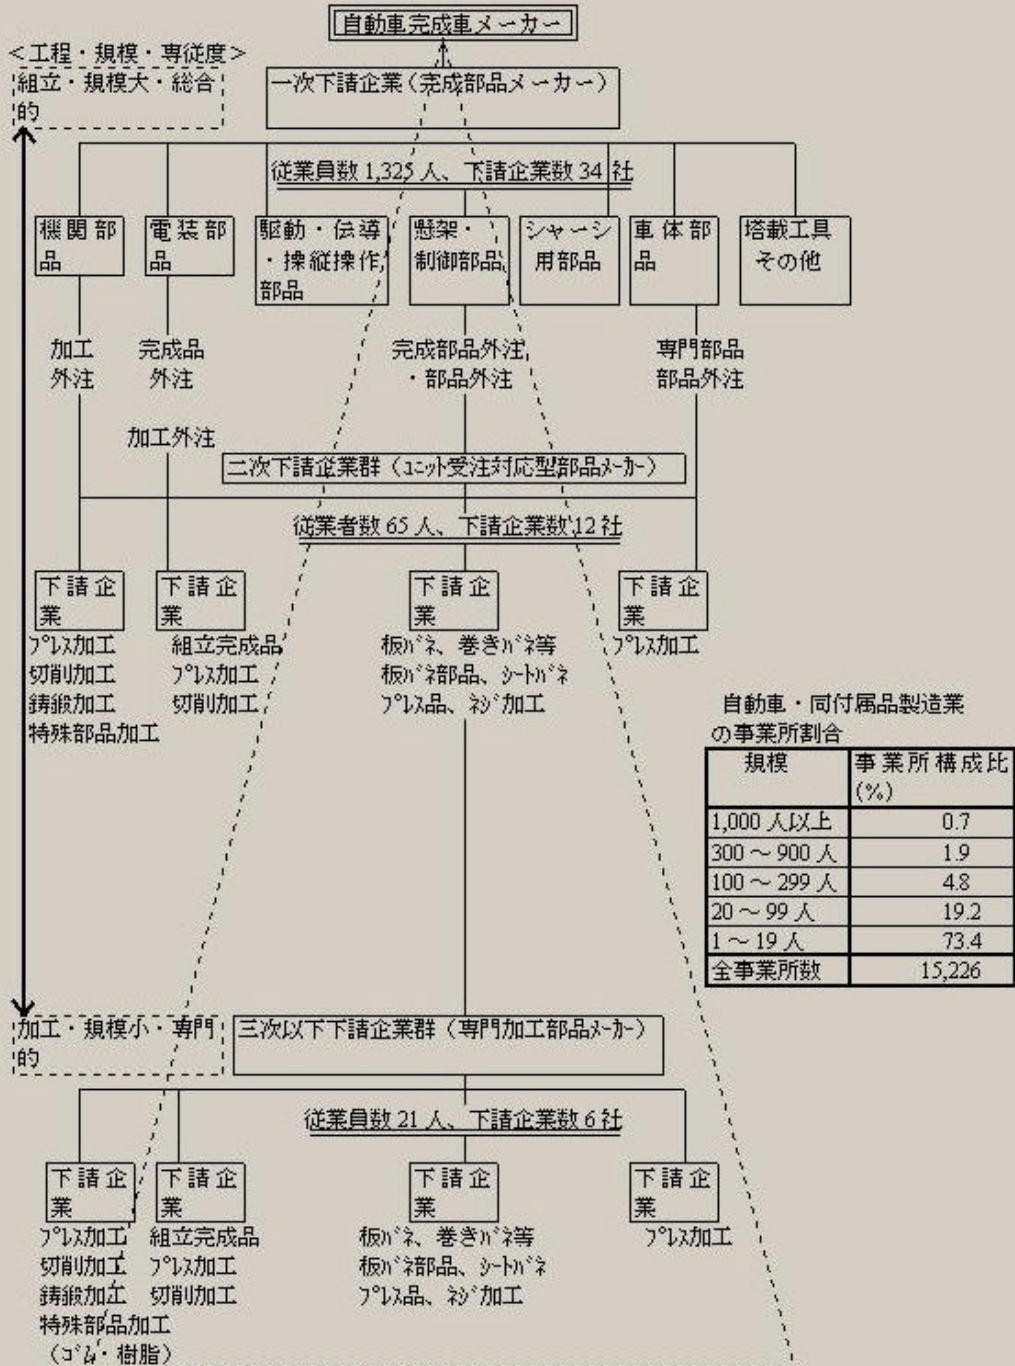 自動車完成車メーカー
＜工程・規模・専従度＞
組立・規模大・総合
的
一次下請企業（完成部品メーカー）
従業員数 1,325 人、下請企業数 34 社
機関部
品
電装部
品
駆動・伝導
・操縦操作
部品
懸架・
制御部品
シャーシ
用部品
車体部
品
塔載工具
その他
加工
外注
完成品
外注
完成部品外注
・部品外注
専門部品
部品外注
加工外注
二次下請企業群（ﾕﾆｯﾄ受注対応型部品ﾒｰｶｰ）
従業者数 65 人、下請企業数 12 社
下請企
業
プレス加工
切削加工
鋳鍛加工
特殊部品加工
下請企
業
組立完成品
プレス加工
切削加工
下請企
業
板バネ、巻きバネ等
板バネ部品、シートバネ
プレス品、ネジ加工
下請企
業
プレス加工
自動車・同付属品製造業
の事業所割合
規模 事業所構成比
(%)
1,000 人以上 0.7
300 〜 900 人 1.9
100 〜 299 人 4.8
20 〜 99 人 19.2
1 〜 19 人 73.4
全事業所数 15,226
加工・規模小・専門
的
三次以下下請企業群（専門加工部品ﾒｰｶｰ）
従業員数 21 人、下請企業数 6 社
下請企
業
プレス加工
切削加工
鋳鍛加工
特殊部品加工
（ゴム・樹脂）
下請企
業
組立完成品
プレス加工
切削加工
下請企
業
板バネ、巻きバネ等
板バネ部品、シートバネ
プレス品、ネジ加工
下請企
業
プレス加工